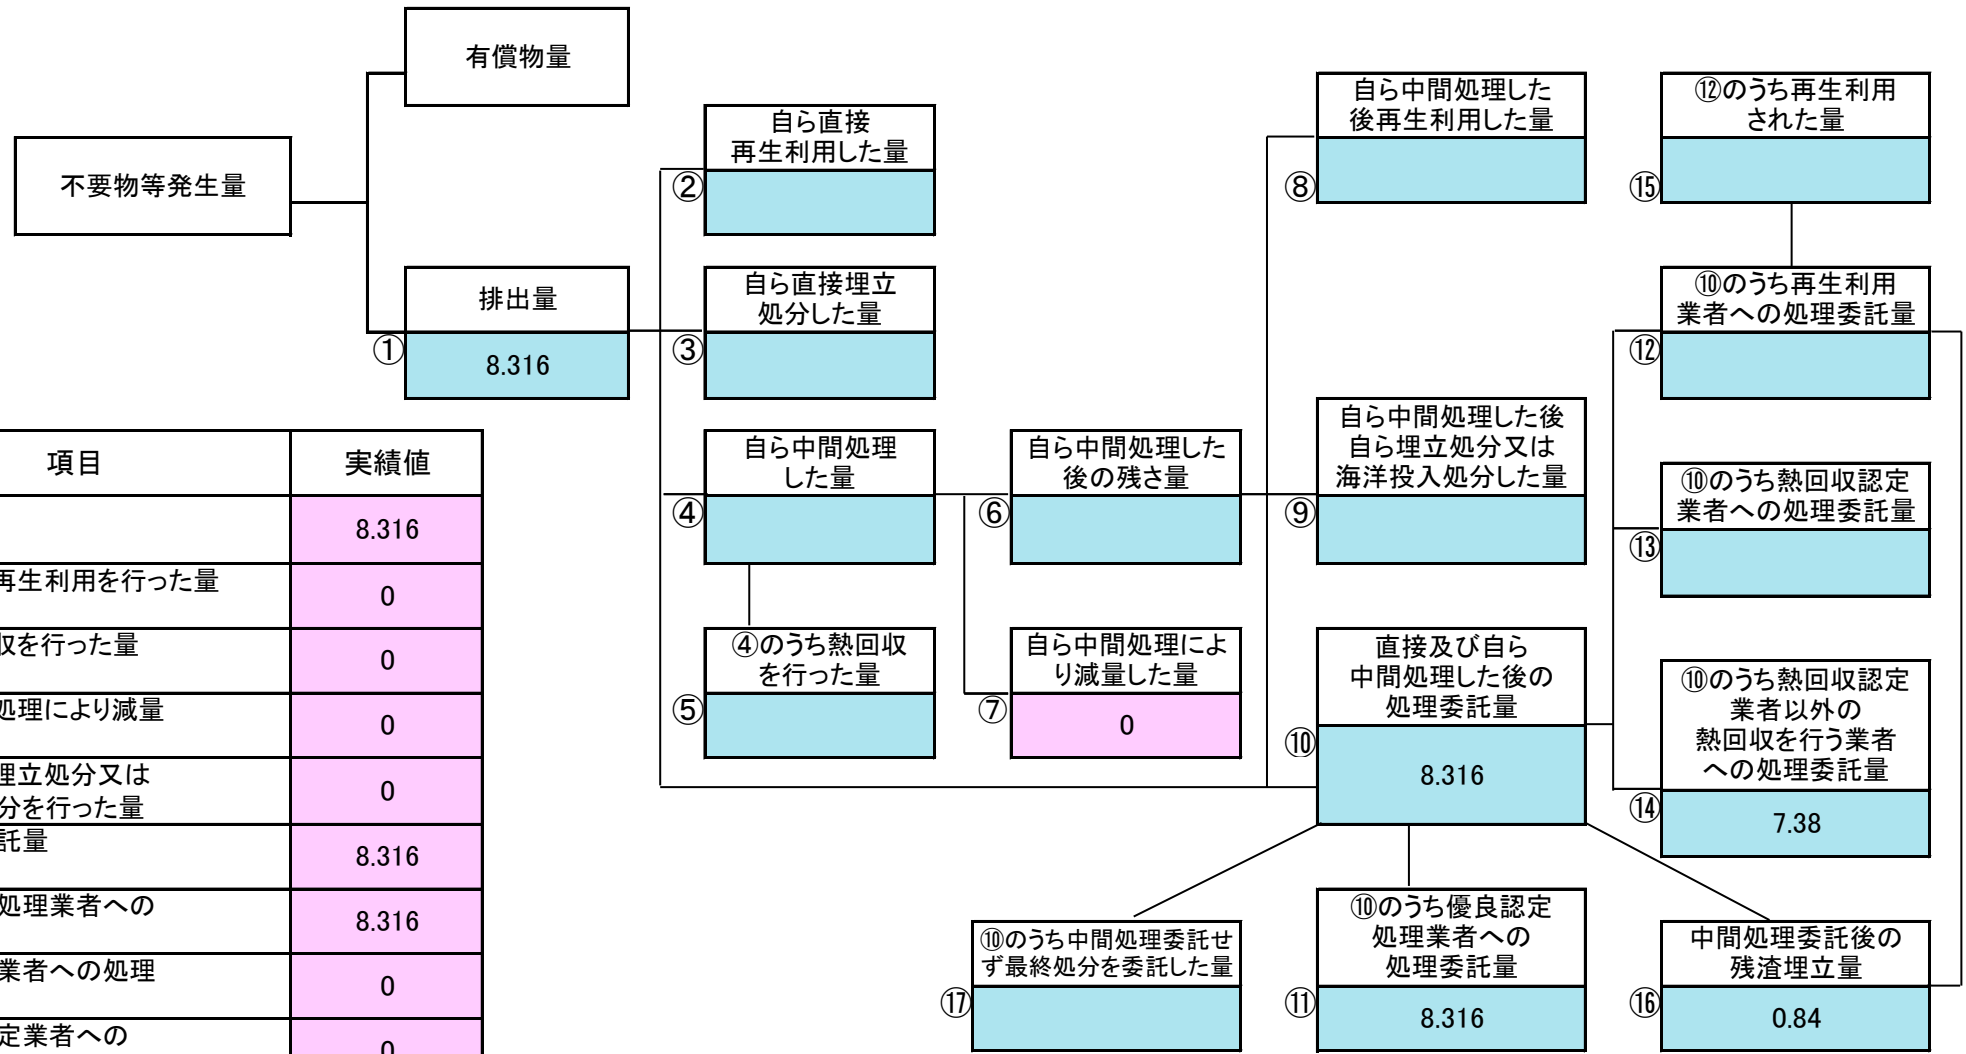 有償物量
不要物等発生量
排出量
①
8.316
自ら直接
再生利用した量
②
自ら直接埋立
処分した量
③
自ら中間処理
した量
④
④のうち熱回収
を行った量
⑤
自ら中間処理した
後の残さ量
⑥
自ら中間処理によ
り減量した量
⑦
0
自ら中間処理した
後再生利用した量
⑧
自ら中間処理した後
自ら埋立処分又は
海洋投入処分した量
⑨
直接及び自ら
中間処理した後の
処理委託量
⑩
8.316
⑫のうち再生利用
された量
⑮
⑩のうち再生利用
業者への処理委託量
⑫
⑩のうち熱回収認定
業者への処理委託量
⑬
⑩のうち熱回収認定
業者以外の
熱回収を行う業者
への処理委託量
⑭
7.38
⑩のうち中間処理委託せ
ず最終処分を委託した量
⑰
⑩のうち優良認定
処理業者への
処理委託量
⑪
8.316
中間処理委託後の
残渣埋立量
⑯
0.84
項目
実績値
8.316
再生利用を行った量
0
収を行った量
0
処理により減量
0
埋立処分又は
分を行った量
0
託量
8.316
処理業者への
8.316
業者への処理
0
定業者への
0